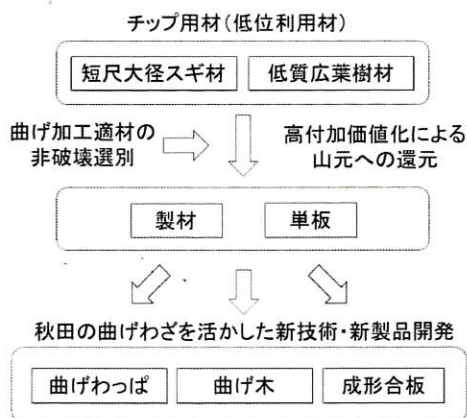 チップ用材(低位利用材)
短尺大径スギ材 低質広葉樹材
曲げ加工適材の
非破壊選別
高付加価値化による
山元への還元
製材 単板
秋田の曲げわざを活かした新技術・新製品開発
曲げわっぱ 曲げ木 成形合板